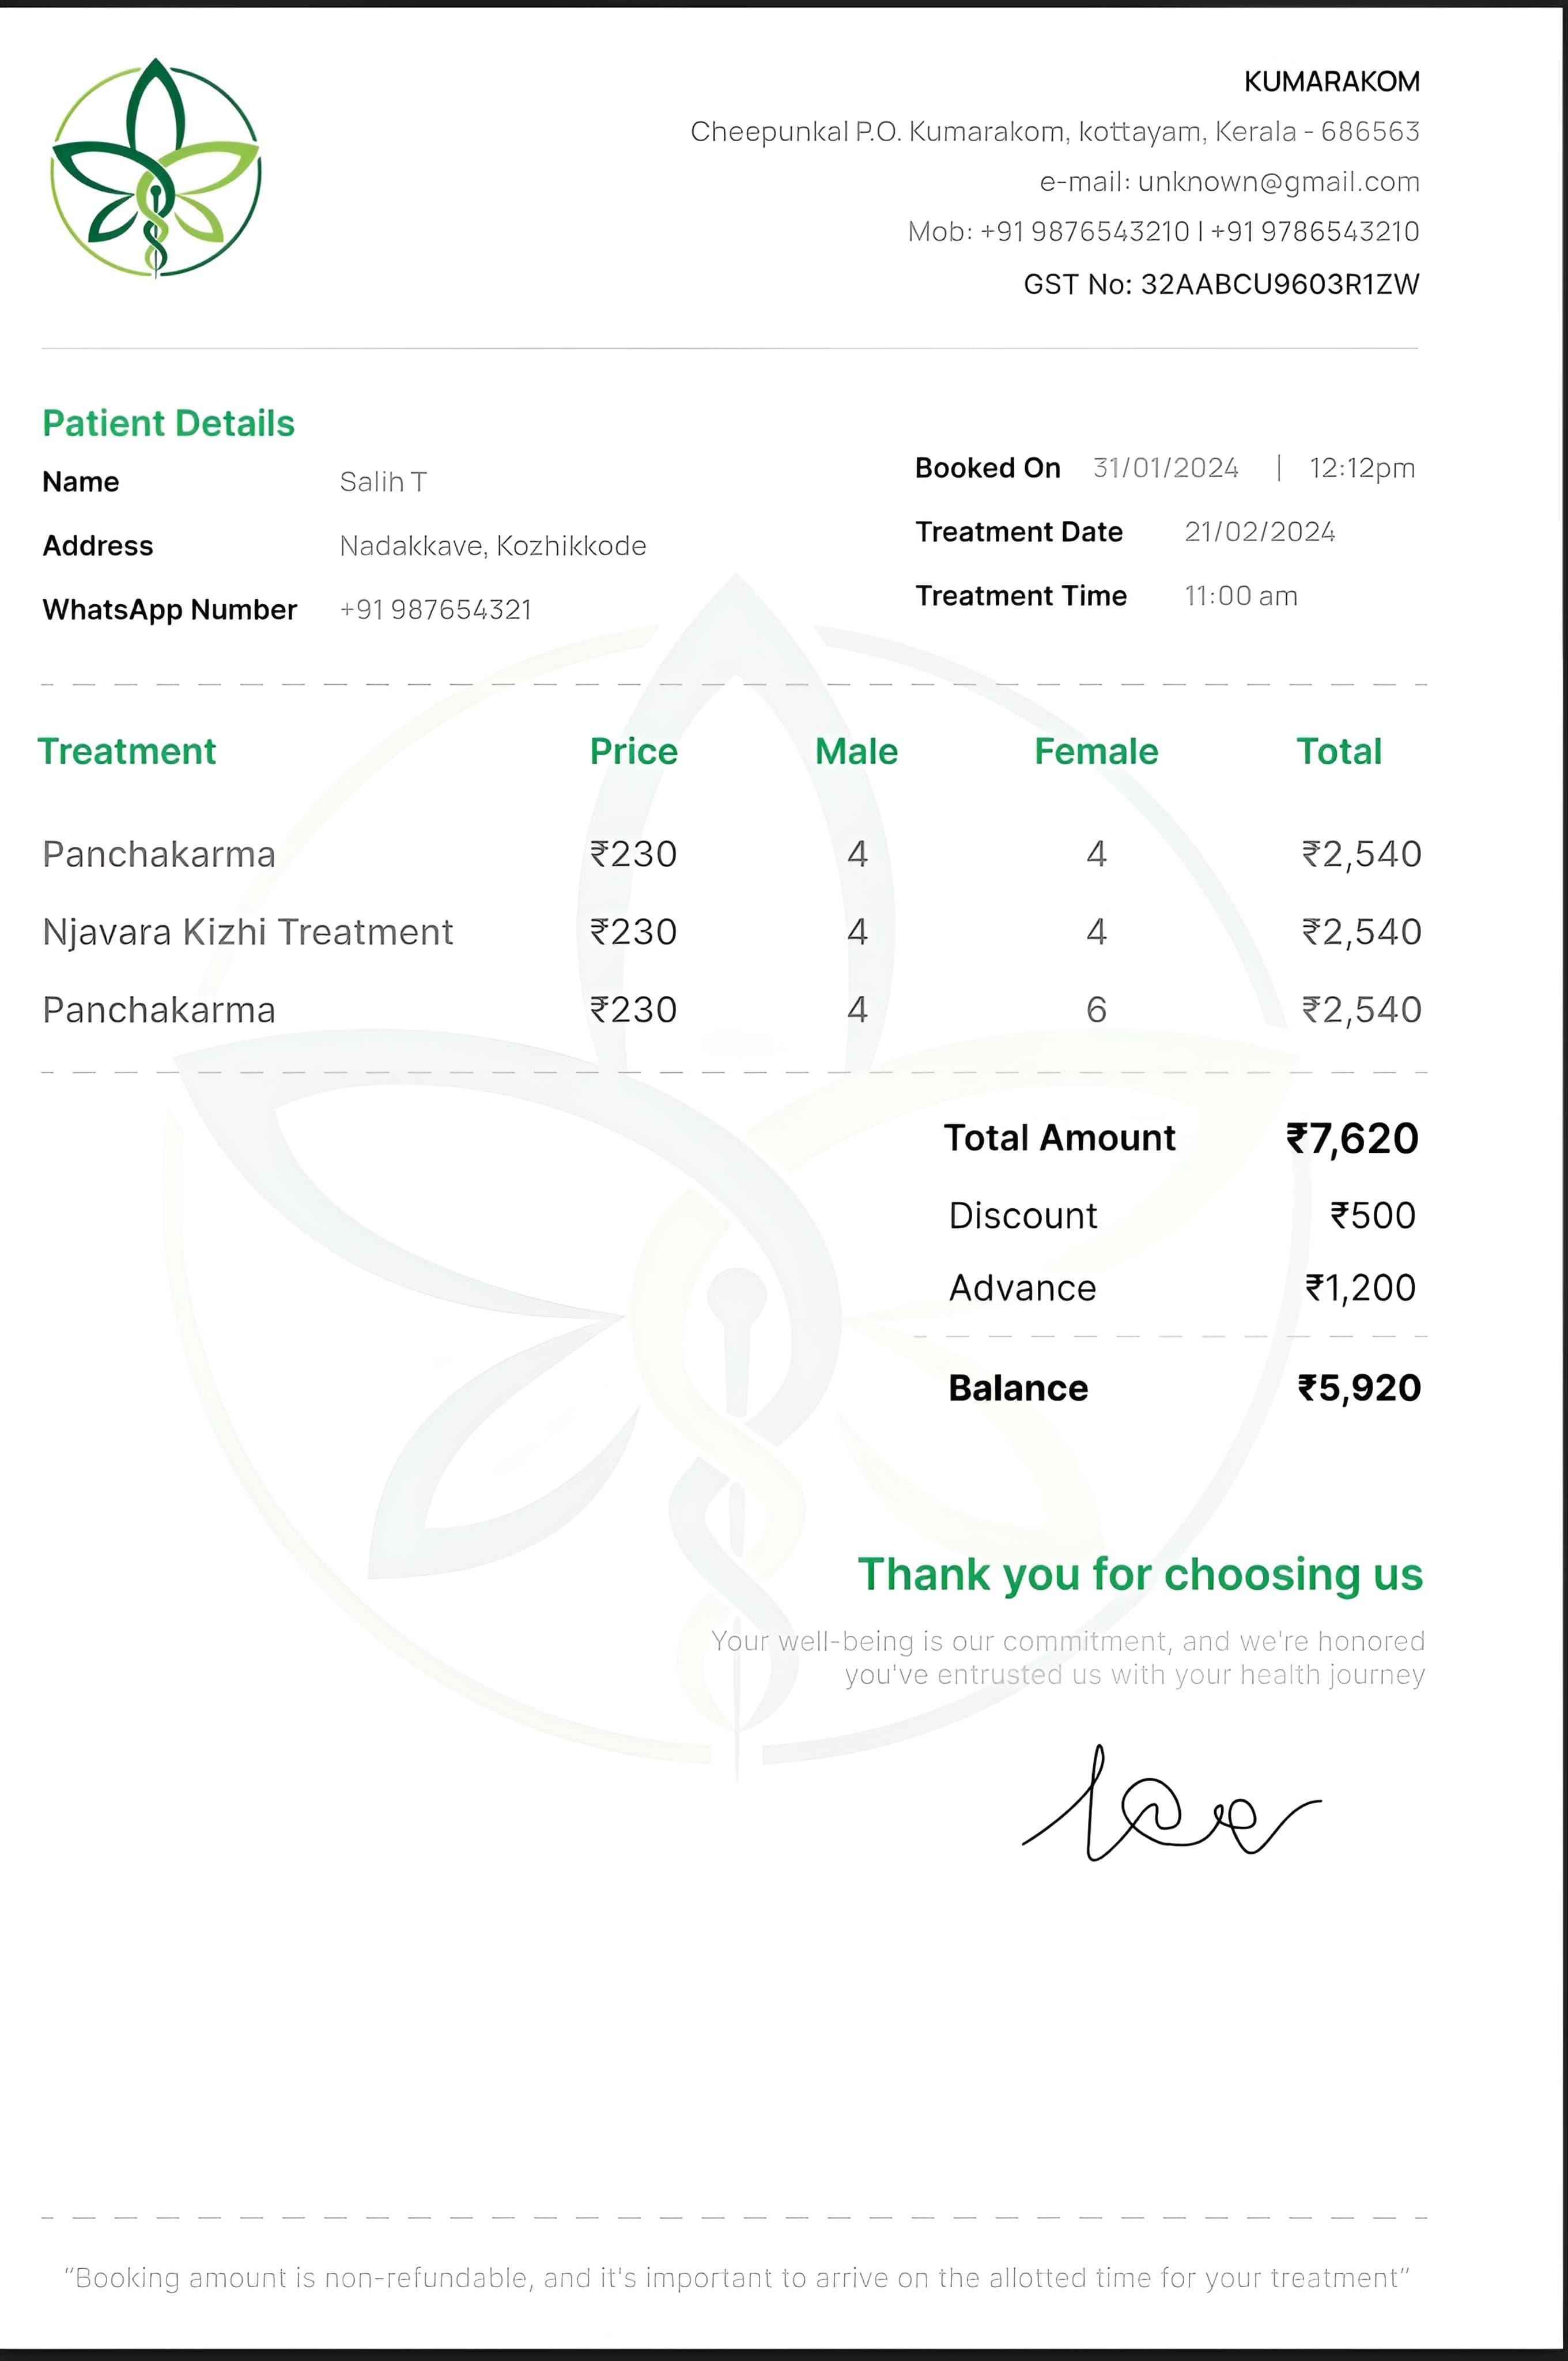 KUMARAKOM
Cheepunkal P.O. Kumarakom, kottayam, Kerala - 686563
e-mail: unknown@gmail.com
Mob: +91 9876543210 | +91 9786543210
GST No: 32AABCU9603R1ZW
Patient Details
Name Salih T
Address Nadakkave, Kozhikkode
WhatsApp Number +91 987654321
Booked On 31/01/2024 | 12:12pm
Treatment Date 21/02/2024
Treatment Time 11:00 am
Treatment Price Male Female Total
Panchakarma ₹230 4 4 ₹2,540
Njavara Kizhi Treatment ₹230 4 4 ₹2,540
Panchakarma ₹230 4 6 ₹2,540
Total Amount ₹7,620
Discount ₹500
Advance ₹1,200
Balance ₹5,920
Thank you for choosing us
Your well-being is our commitment, and we're honored
you've entrusted us with your health journey
"Booking amount is non-refundable, and it's important to arrive on the allotted time for your treatment"